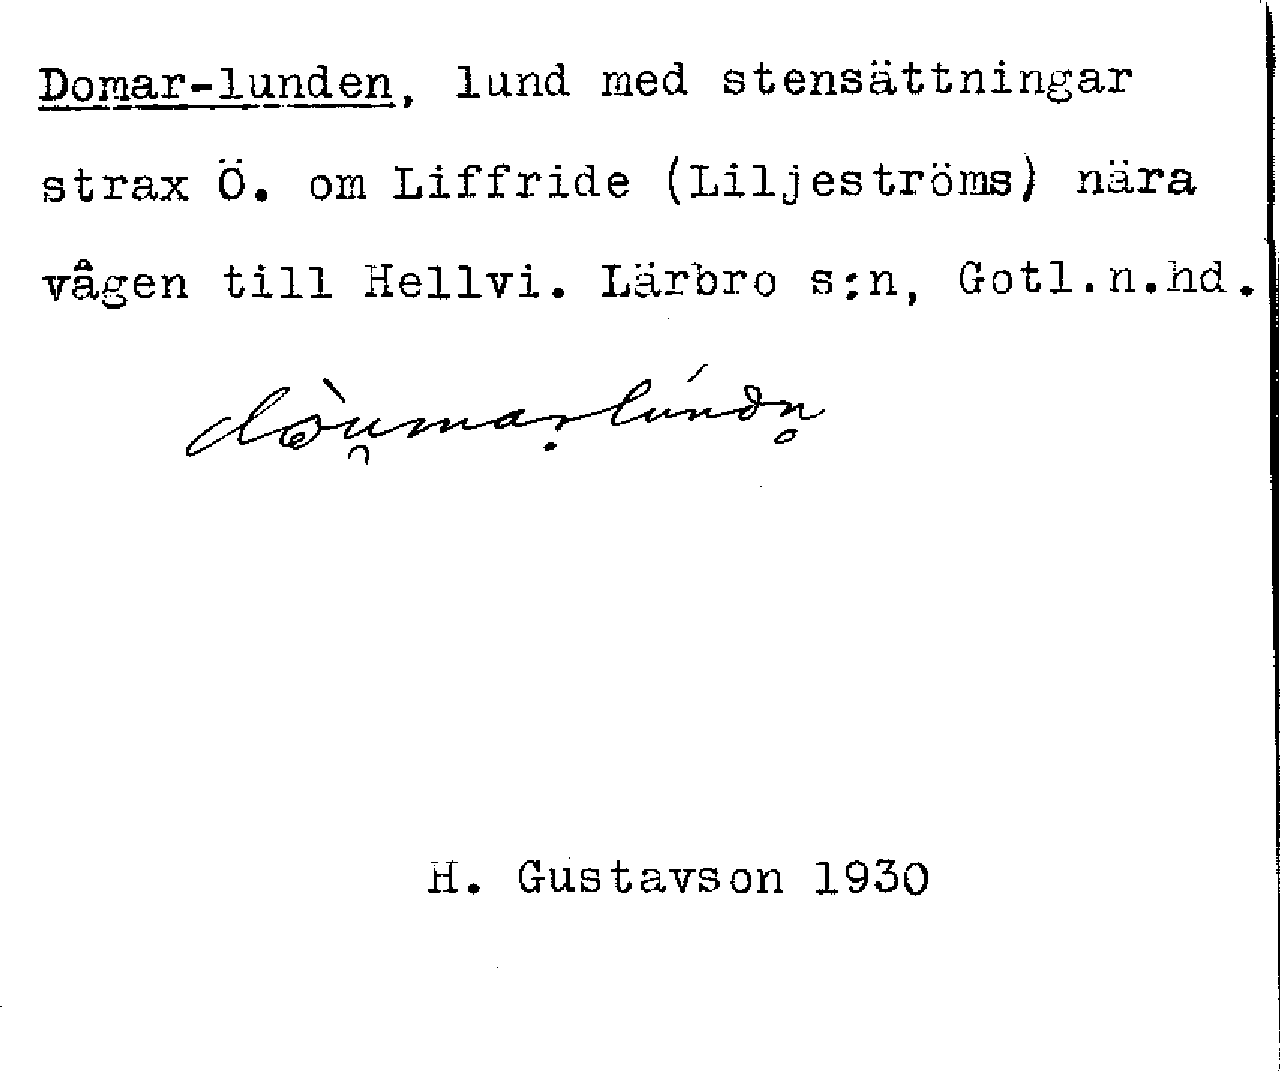 Domar-lunden, lund med stensättningar
strax Ö. om Liffride (Liljeströms) nära
vägen till Hellvi. Lärbro s:n, Gotl.n.hd.
H. Gustavson 1930